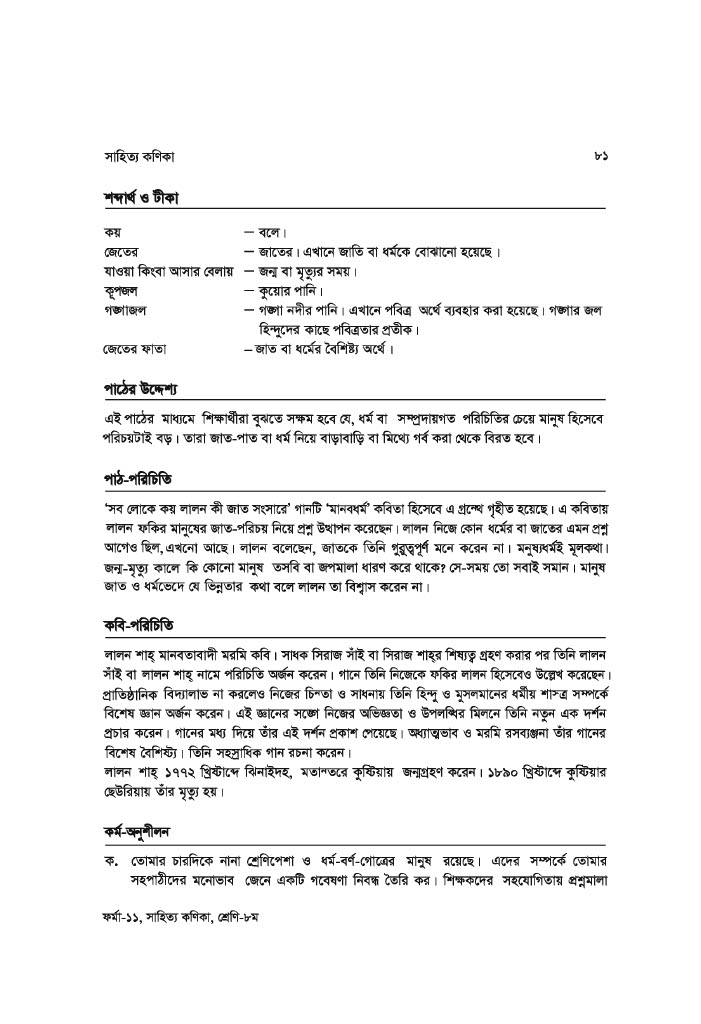 সাহিত্য কণিকা ৮১
শব্দার্থ ও টীকা
কয় – বলে।
জেতের – জাতের। এখানে জাতি বা ধর্মকে বোঝানো হয়েছে।
যাওয়া কিংবা আসার বেলায় – জন্ম বা মৃত্যুর সময়।
কূপজল – কুয়োর পানি।
গঙ্গাজল – গঙ্গা নদীর পানি। এখানে পবিত্র অর্থে ব্যবহার করা হয়েছে। গঙ্গার জল
হিন্দুদের কাছে পবিত্রতার প্রতীক।
জেতের ফাতা – জাত বা ধর্মের বৈশিষ্ট্য অর্থে।
পাঠের উদ্দেশ্য
এই পাঠের মাধ্যমে শিক্ষার্থীরা বুঝতে সক্ষম হবে যে, ধর্ম বা সম্প্রদায়গত পরিচিতির চেয়ে মানুষ হিসেবে
পরিচয়টাই বড়। তারা জাত-পাত বা ধর্ম নিয়ে বাড়াবাড়ি বা মিথ্যে গর্ব করা থেকে বিরত হবে।
পাঠ-পরিচিতি
‘সব লোকে কয় লালন কী জাত সংসারে’ গানটি ‘মানবধর্ম’ কবিতা হিসেবে এ গ্রন্থে গৃহীত হয়েছে। এ কবিতায়
লালন ফকির মানুষের জাত-পরিচয় নিয়ে প্রশ্ন উত্থাপন করেছেন। লালন নিজে কোন ধর্মের বা জাতের এমন প্রশ্ন
আগেও ছিল, এখনো আছে। লালন বলেছেন, জাতকে তিনি গুরুত্বপূর্ণ মনে করেন না। মনুষ্যধর্মই মূলকথা।
জন্ম-মৃত্যু কালে কি কোনো মানুষ তসবি বা জপমালা ধারণ করে থাকে? সে-সময় তো সবাই সমান। মানুষ
জাত ও ধর্মভেদে যে ভিন্নতার কথা বলে লালন তা বিশ্বাস করেন না।
কবি-পরিচিতি
লালন শাহ্ মানবতাবাদী মরমি কবি। সাধক সিরাজ সাঁই বা সিরাজ শাহ্‌র শিষ্যত্ব গ্রহণ করার পর তিনি লালন
সাঁই বা লালন শাহ্ নামে পরিচিতি অর্জন করেন। গানে তিনি নিজেকে ফকির লালন হিসেবেও উল্লেখ করেছেন।
প্রাতিষ্ঠানিক বিদ্যালাভ না করলেও নিজের চিন্তা ও সাধনায় তিনি হিন্দু ও মুসলমানের ধর্মীয় শাস্ত্র সম্পর্কে
বিশেষ জ্ঞান অর্জন করেন। এই জ্ঞানের সঙ্গে নিজের অভিজ্ঞতা ও উপলব্ধির মিলনে তিনি নতুন এক দর্শন
প্রচার করেন। গানের মধ্য দিয়ে তাঁর এই দর্শন প্রকাশ পেয়েছে। অধ্যাত্মভাব ও মরমি রসব্যঞ্জনা তাঁর গানের
বিশেষ বৈশিষ্ট্য। তিনি সহস্রাধিক গান রচনা করেন।
লালন শাহ্ ১৭৭২ খ্রিষ্টাব্দে ঝিনাইদহ, মতান্তরে কুষ্টিয়ায় জন্মগ্রহণ করেন। ১৮৯০ খ্রিষ্টাব্দে কুষ্টিয়ার
ছেউরিয়ায় তাঁর মৃত্যু হয়।
কর্ম-অনুশীলন
ক. তোমার চারদিকে নানা শ্রেণিপেশা ও ধর্ম-বর্ণ-গোত্রের মানুষ রয়েছে। এদের সম্পর্কে তোমার
সহপাঠীদের মনোভাব জেনে একটি গবেষণা নিবন্ধ তৈরি কর। শিক্ষকদের সহযোগিতায় প্রশ্নমালা
ফর্মা-১১, সাহিত্য কণিকা, শ্রেণি-৮ম